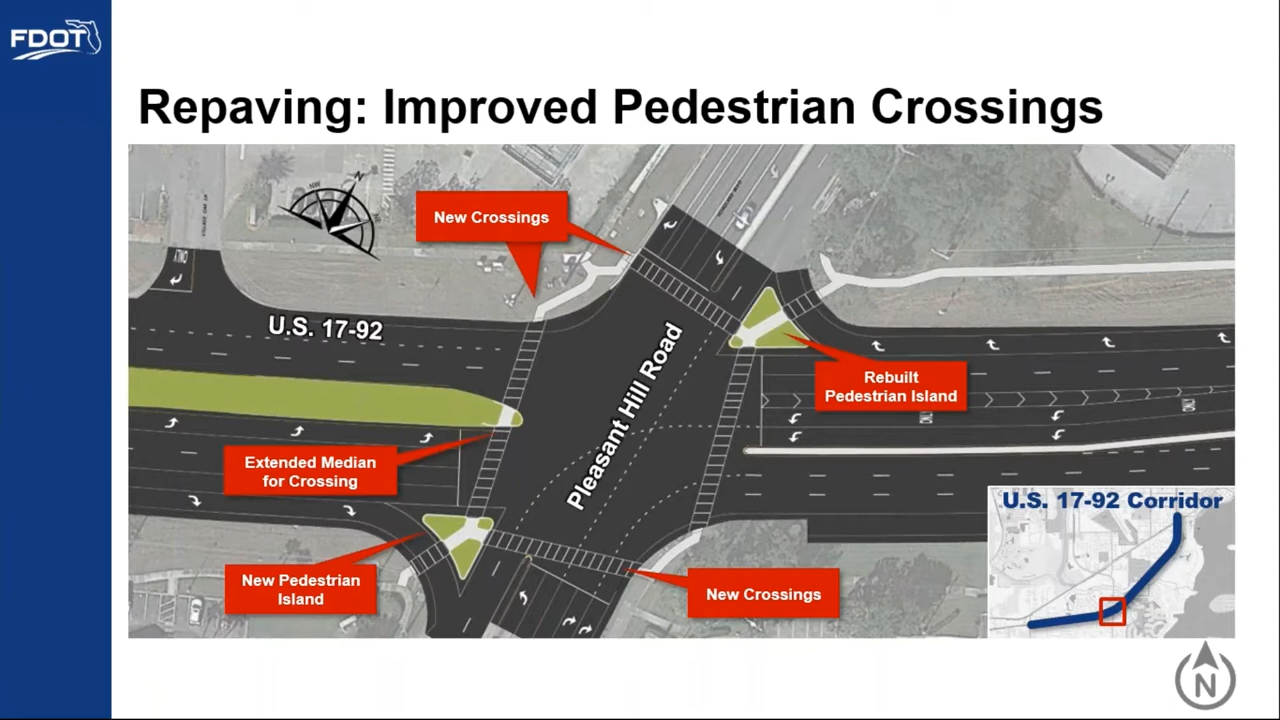 FDOT
Repaving: Improved Pedestrian Crossings
N
NW
New Crossings
U.S. 17-92
Pleasant Hill Road
Rebuilt
Pedestrian Island
Extended Median
for Crossing
New Pedestrian
Island
New Crossings
U.S. 17-92 Corridor
N